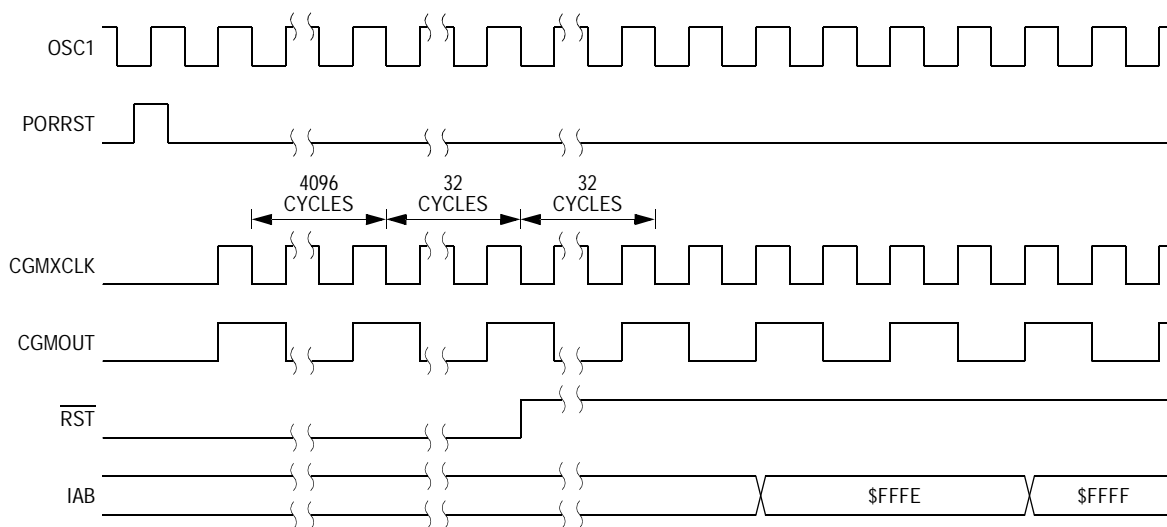 OSC1
PORRST
4096
CYCLES
32
CYCLES
32
CYCLES
CGMXCLK
CGMOUT
RST
IAB
$FFFE
$FFFF